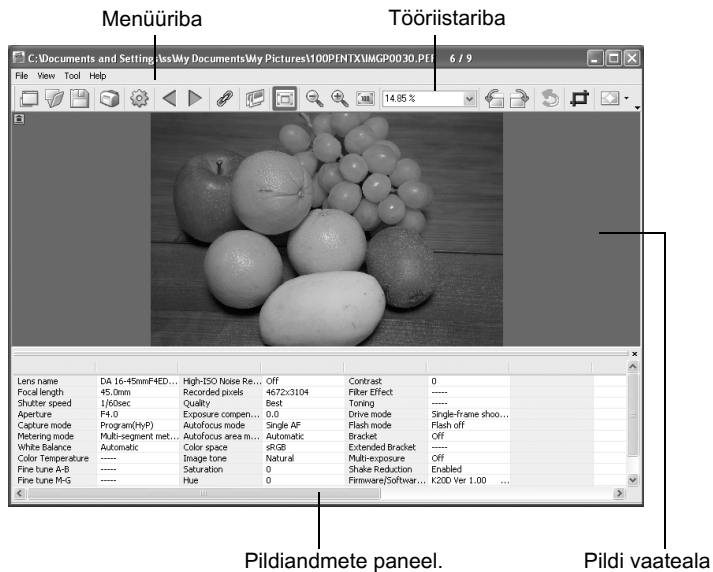 Menüüriba
Tööriistariba
C:\Documents and Settings\ss\My Documents\My Pictures\100PENTX\IMGP0030.PEF 6 / 9
File View Tool Help
14.85 %
Lens name DA 16-45mmF4ED... High-ISO Noise Re... Off Contrast 0
Focal length 45.0mm Recorded pixels 4672x3104 Filter Effect -----
Shutter speed 1/60sec Quality Best Toning -----
Aperture F4.0 Exposure compen... 0.0 Drive mode Single-frame shoo...
Capture mode Program(HyP) Autofocus mode Single AF Flash mode Flash off
Metering mode Multi-segment met... Autofocus area m... Automatic Bracket Off
White Balance Automatic Color space sRGB Extended Bracket -----
Color Temperature ----- Image tone Natural Multi-exposure Off
Fine tune A-B ----- Saturation 0 Shake Reduction Enabled
Fine tune M-G ----- Hue 0 Firmware/Softwar... K20D Ver 1.00 ...
Pildiandmete paneel.
Pildi vaateala